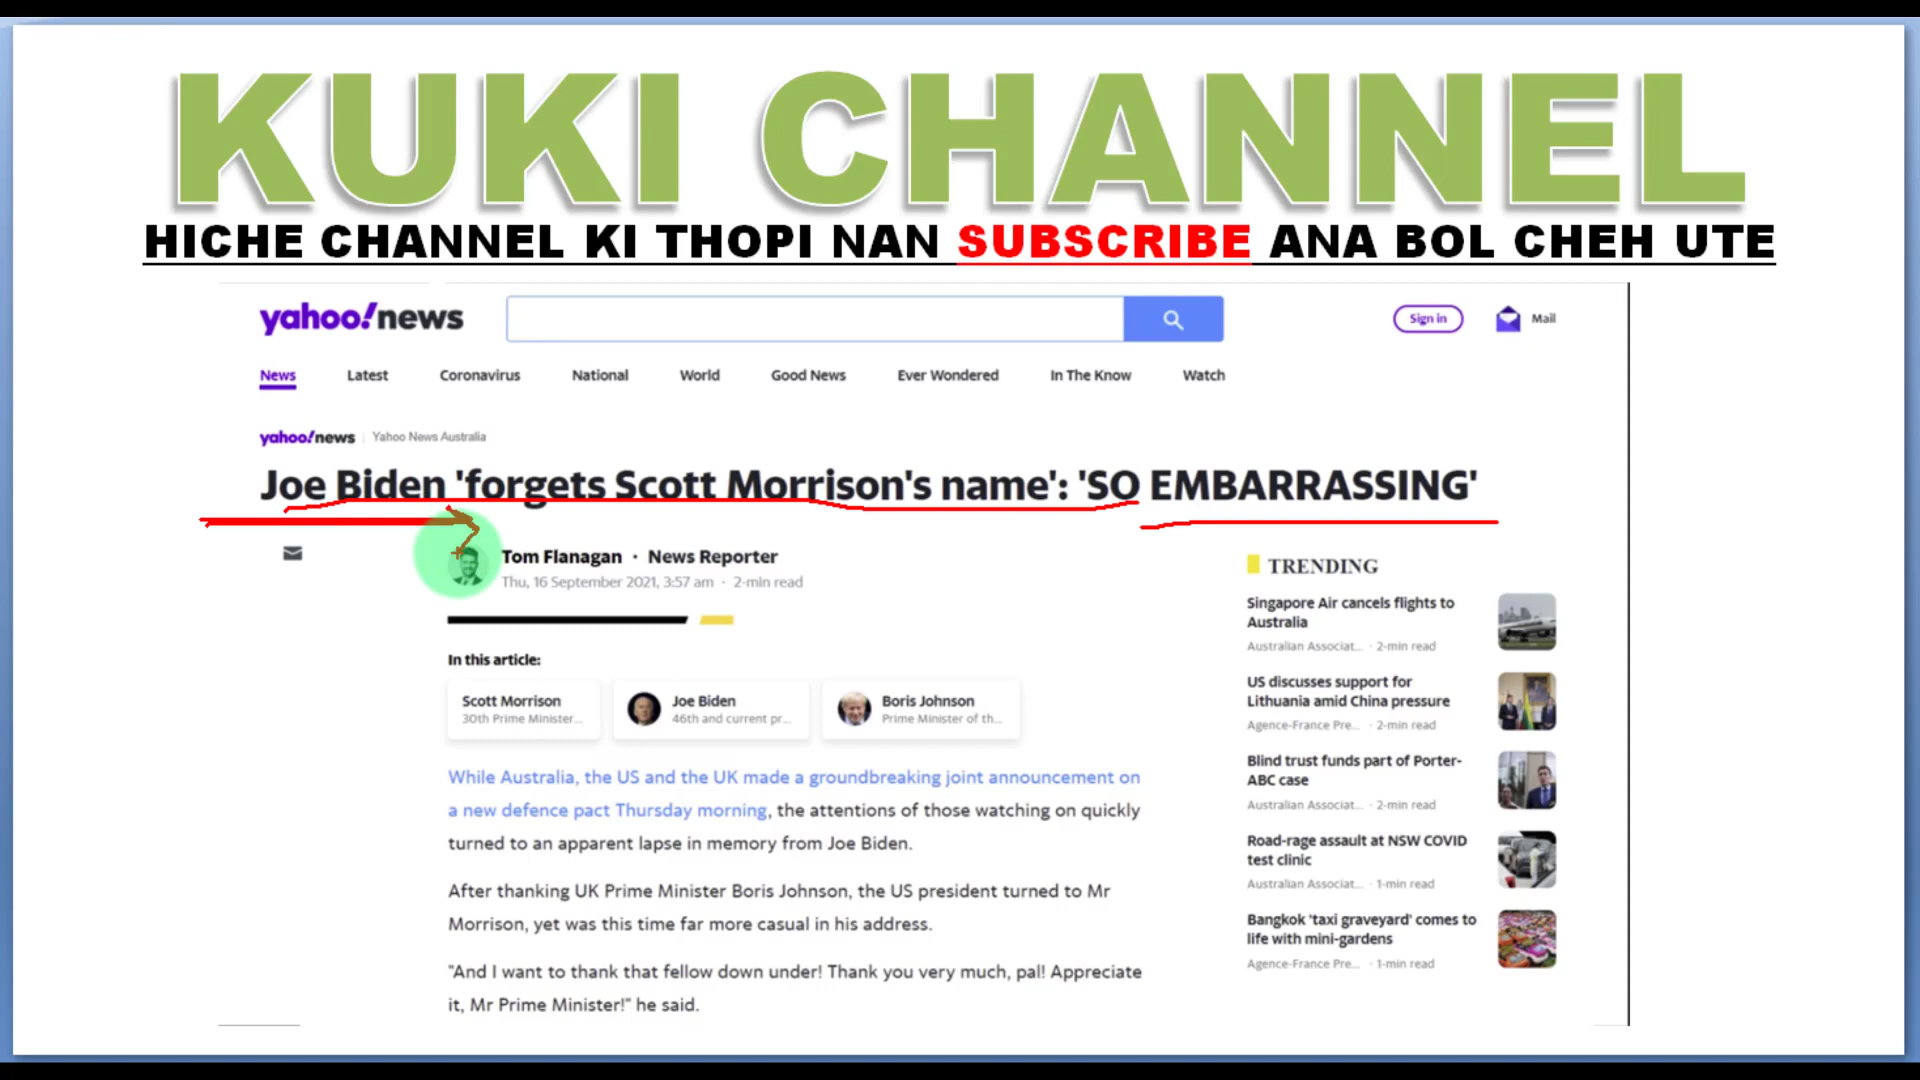 KUKI CHANNEL
HICHE CHANNEL KI THOPI NAN SUBSCRIBE ANA BOL CHEH UTE
yahoo!news
Sign in
Mail
News Latest Coronavirus National World Good News Ever Wondered In The Know Watch
yahoo!news | Yahoo News Australia
Joe Biden 'forgets Scott Morrison's name': 'SO EMBARRASSING'
Tom Flanagan · News Reporter
Thu, 16 September 2021, 3:57 am · 2-min read
In this article:
Scott Morrison
30th Prime Minister...
Joe Biden
46th and current pr...
Boris Johnson
Prime Minister of th...
While Australia, the US and the UK made a groundbreaking joint announcement on
a new defence pact Thursday morning, the attentions of those watching on quickly
turned to an apparent lapse in memory from Joe Biden.
After thanking UK Prime Minister Boris Johnson, the US president turned to Mr
Morrison, yet was this time far more casual in his address.
"And I want to thank that fellow down under! Thank you very much, pal! Appreciate
it, Mr Prime Minister!" he said.
TRENDING
Singapore Air cancels flights to
Australia
Australian Associat... · 2-min read
US discusses support for
Lithuania amid China pressure
Agence-France Pre... · 2-min read
Blind trust funds part of Porter-
ABC case
Australian Associat... · 2-min read
Road-rage assault at NSW COVID
test clinic
Australian Associat... · 1-min read
Bangkok 'taxi graveyard' comes to
life with mini-gardens
Agence-France Pre... · 1-min read